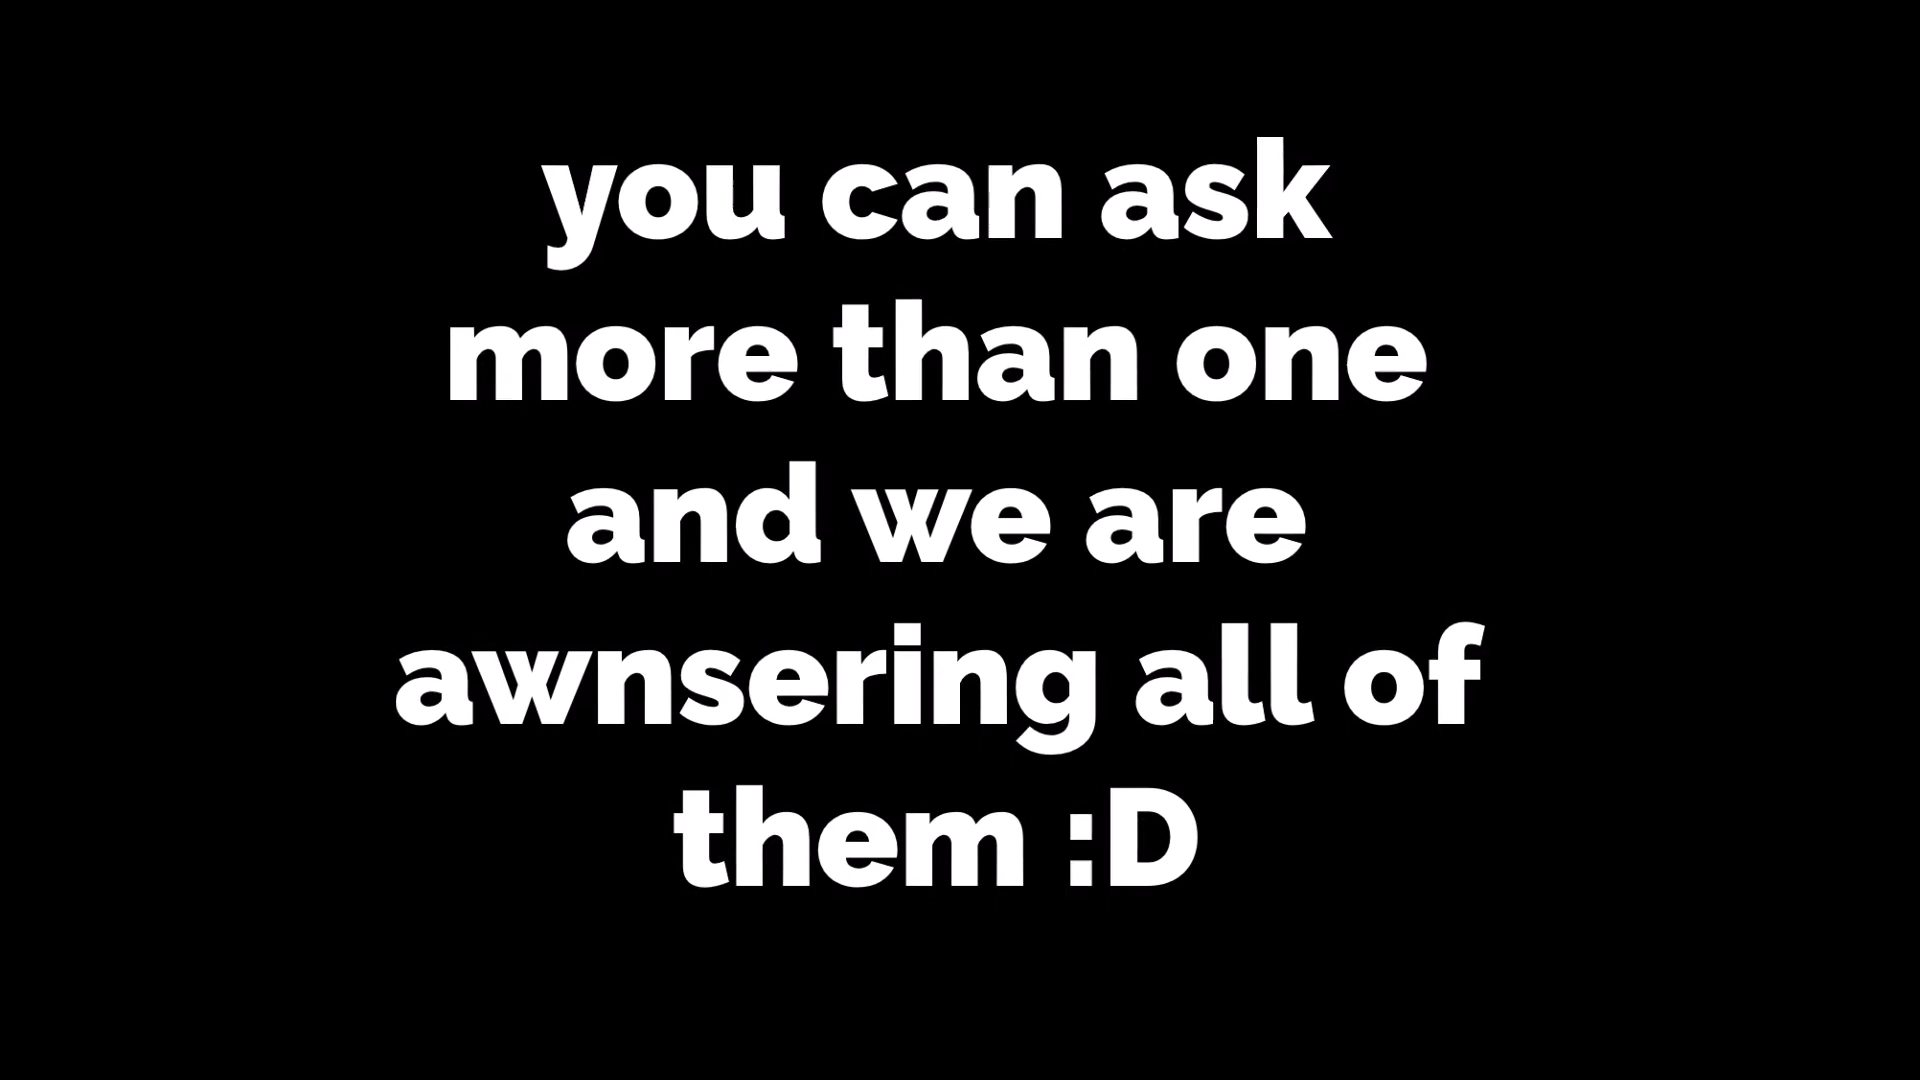 you can ask
more than one
and we are
awnsering all of
them :D